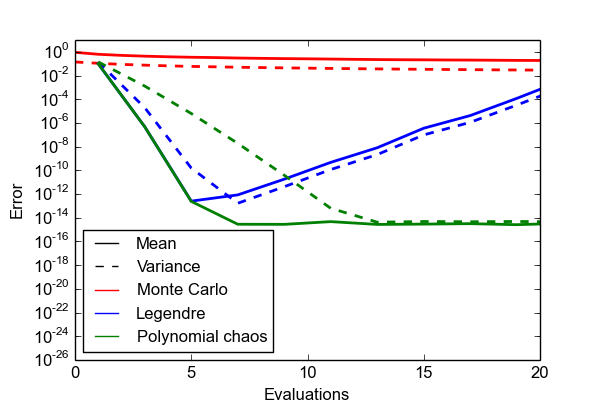 10^0
10^-2
10^-4
10^-6
10^-8
10^-10
10^-12
10^-14
10^-16
10^-18
10^-20
10^-22
10^-24
10^-26
Error
Mean
Variance
Monte Carlo
Legendre
Polynomial chaos
0 5 10 15 20
Evaluations